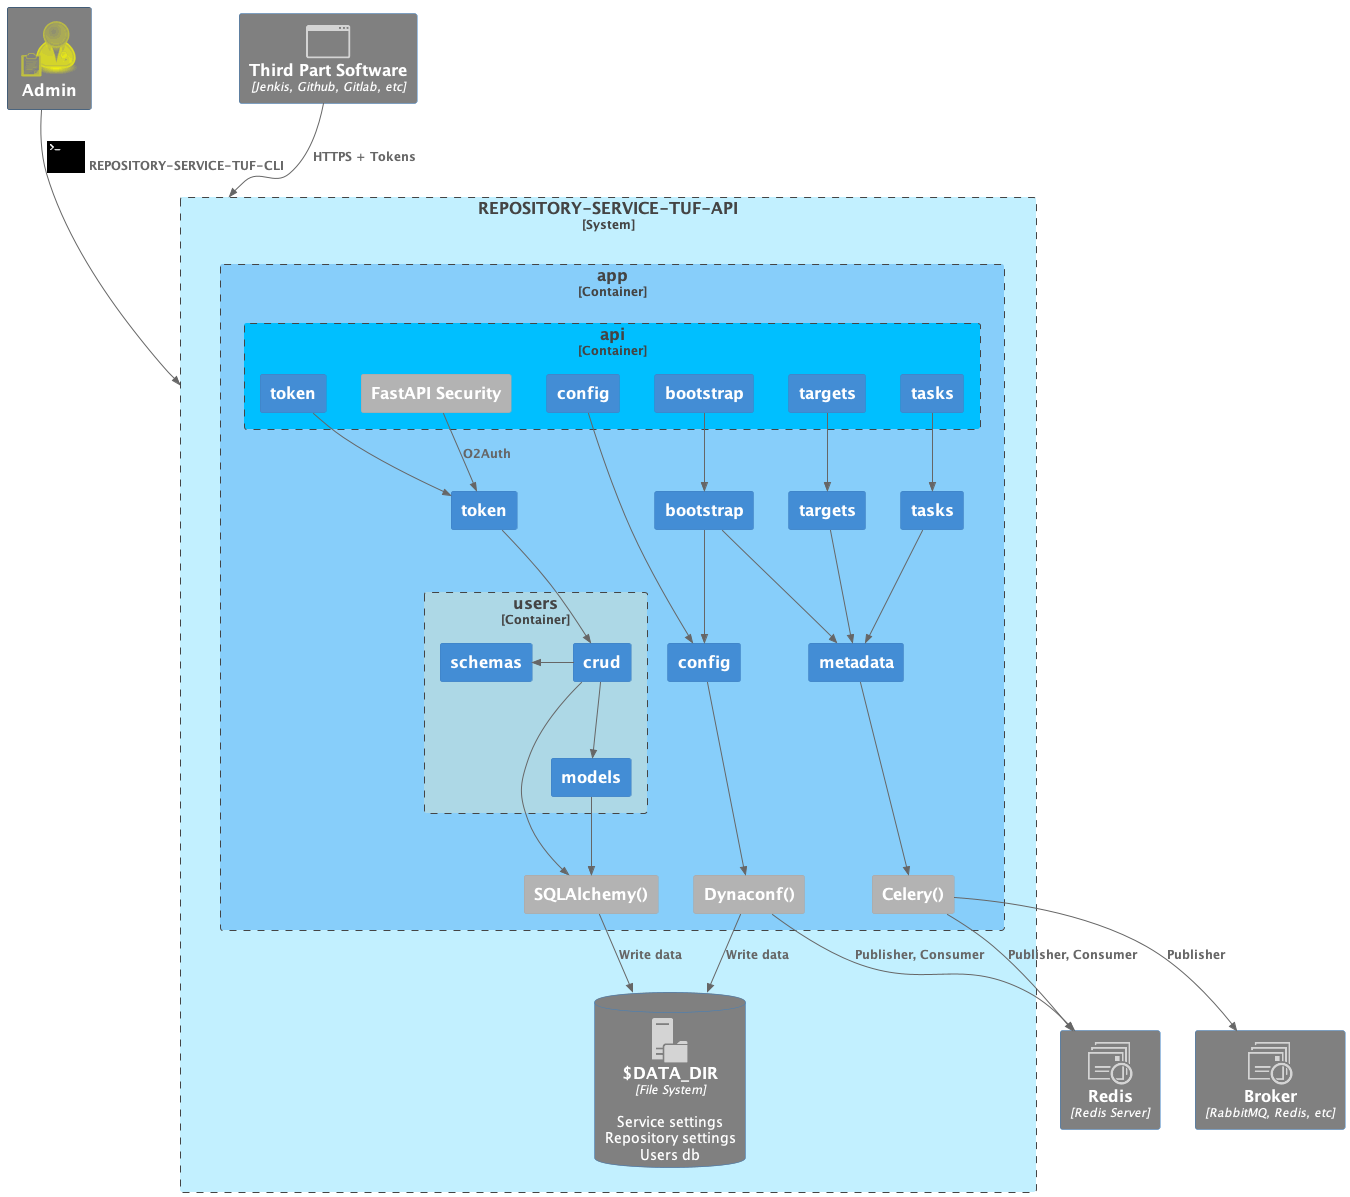 Admin
Third Part Software
[Jenkis, Github, Gitlab, etc]
>_
REPOSITORY-SERVICE-TUF-CLI
HTTPS + Tokens
REPOSITORY-SERVICE-TUF-API
[System]
app
[Container]
api
[Container]
token
FastAPI Security
config
bootstrap
targets
tasks
O2Auth
token
bootstrap
targets
tasks
users
[Container]
schemas
crud
config
metadata
models
SQLAlchemy()
Dynaconf()
Celery()
Write data
Write data
Publisher, Consumer
Publisher, Consumer
Publisher
$DATA_DIR
[File System]
Service settings
Repository settings
Users db
Redis
[Redis Server]
Broker
[RabbitMQ, Redis, etc]